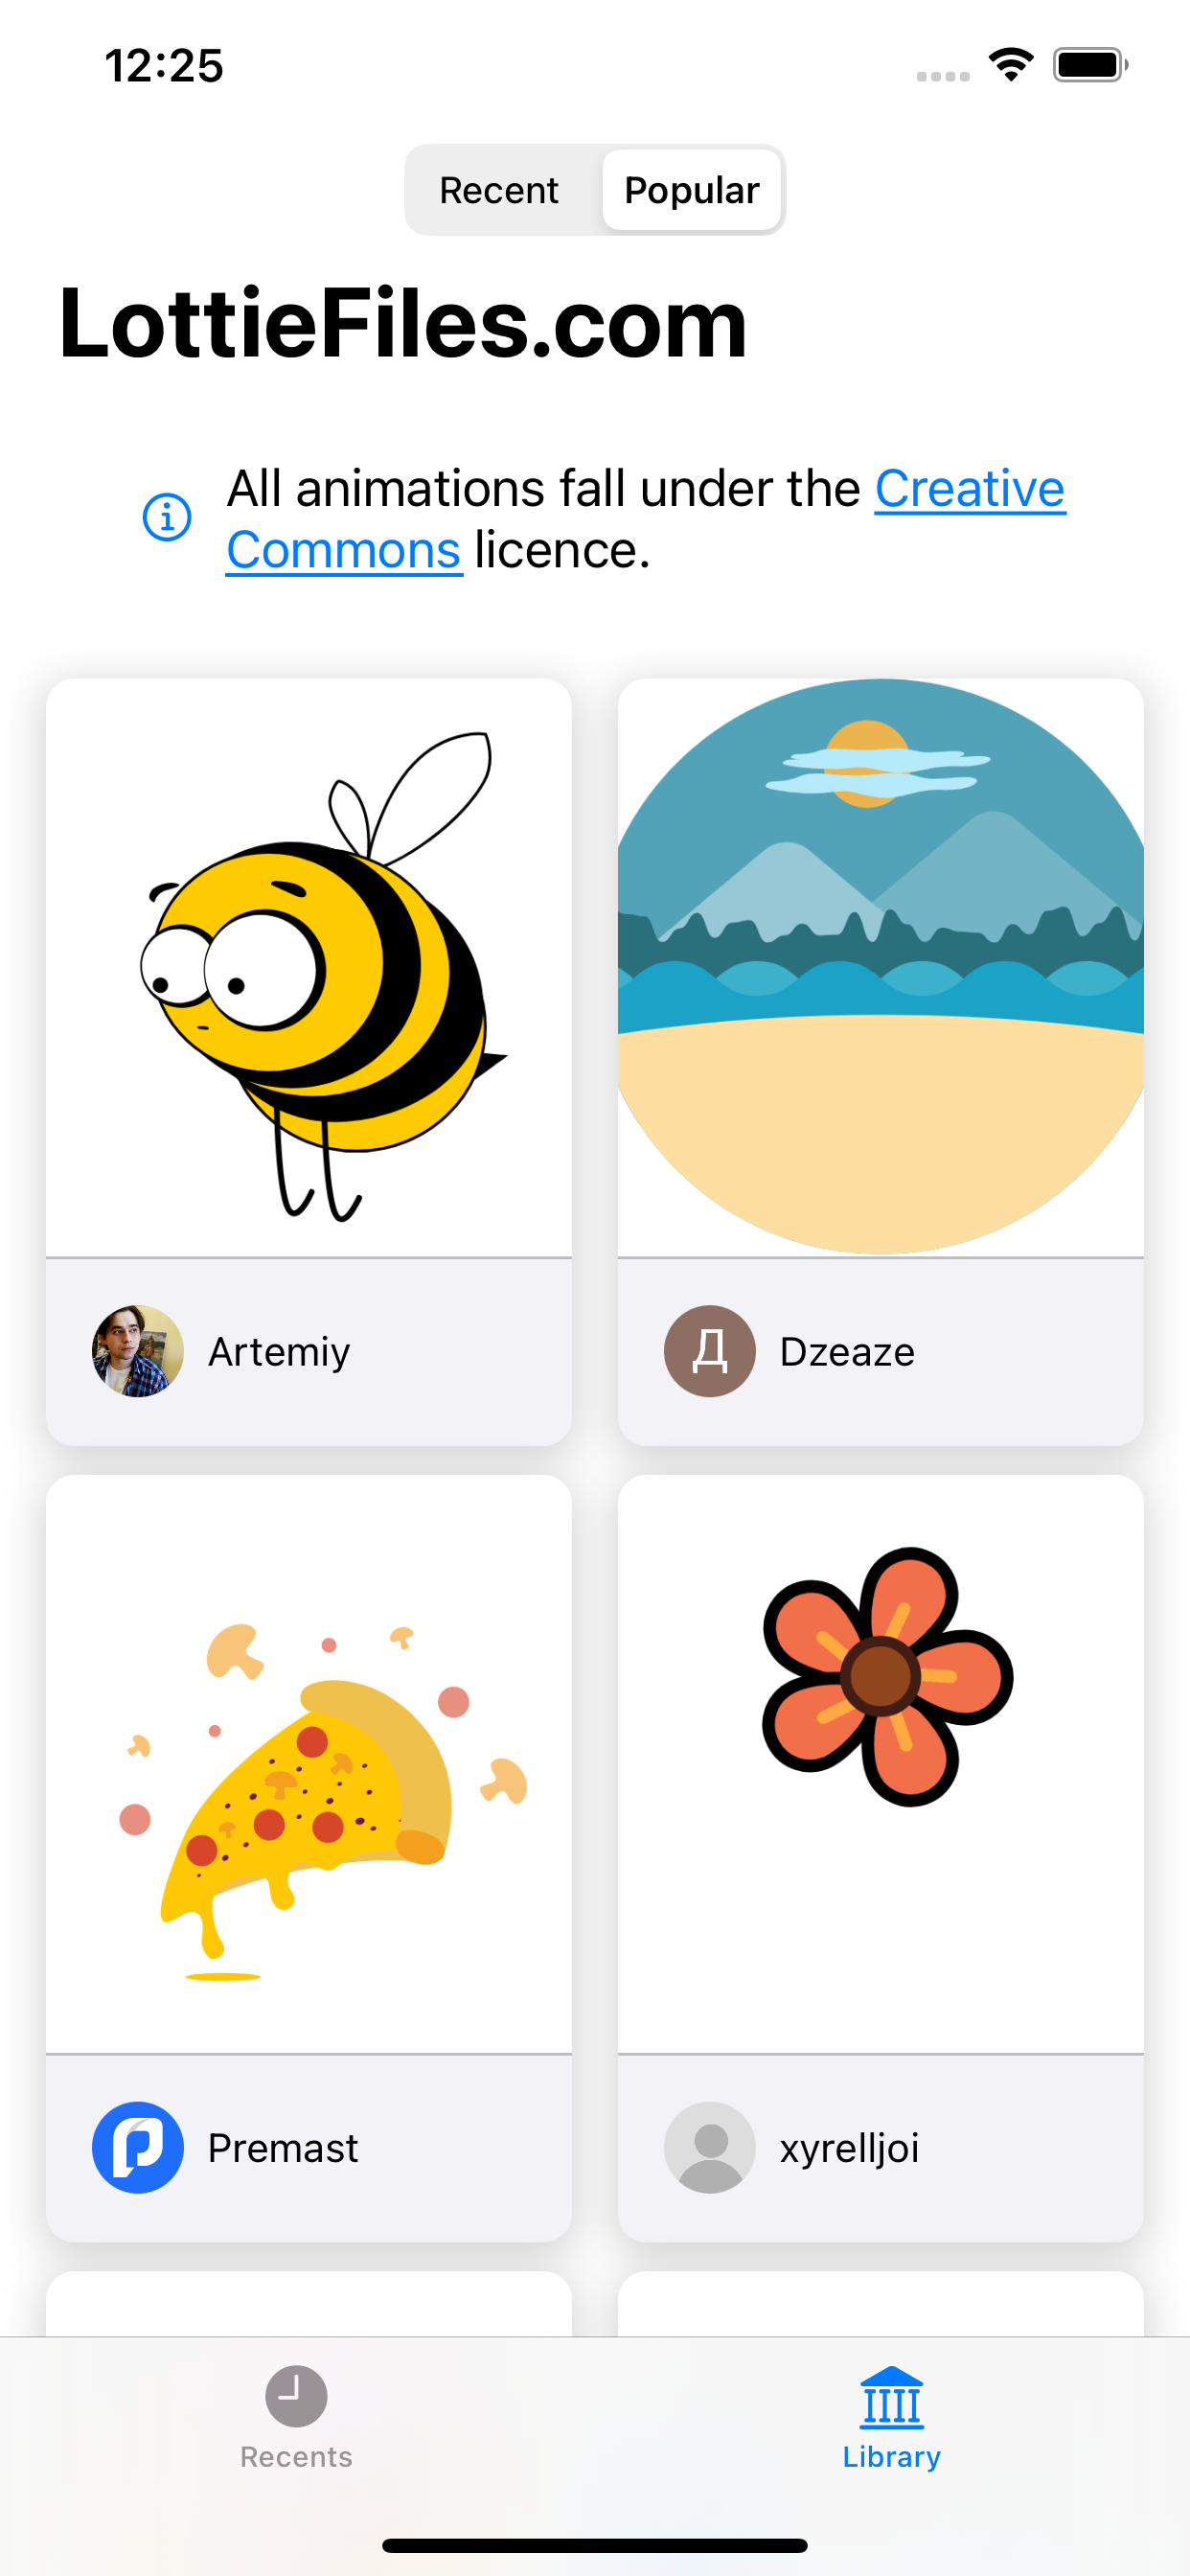 12:25
Recent
Popular
LottieFiles.com
All animations fall under the Creative
Commons licence.
Artemiy
Д
Dzeaze
Premast
xyrelljoi
Recents
Library